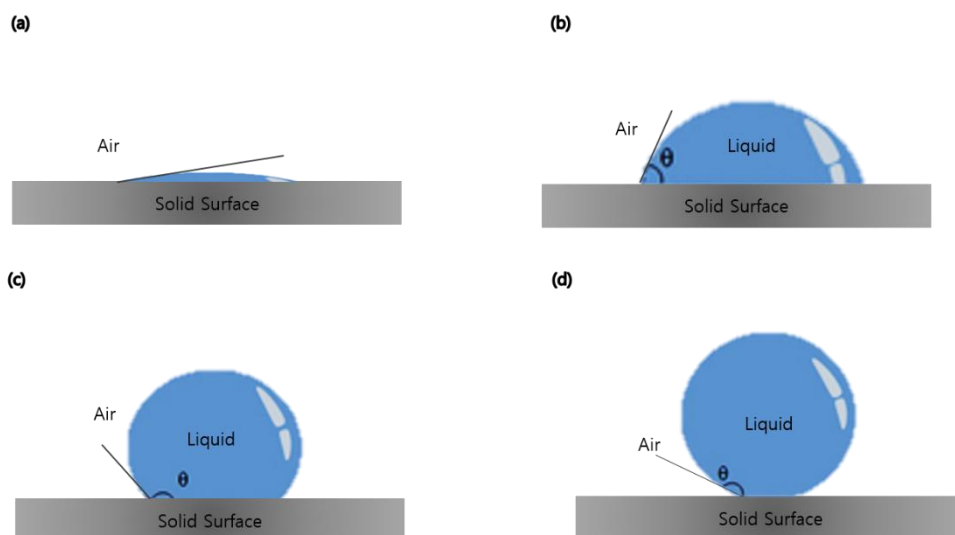 (a)
Air
Solid Surface
(b)
Air
θ
Liquid
Solid Surface
(c)
Air
Liquid
θ
Solid Surface
(d)
Air
Liquid
θ
Solid Surface